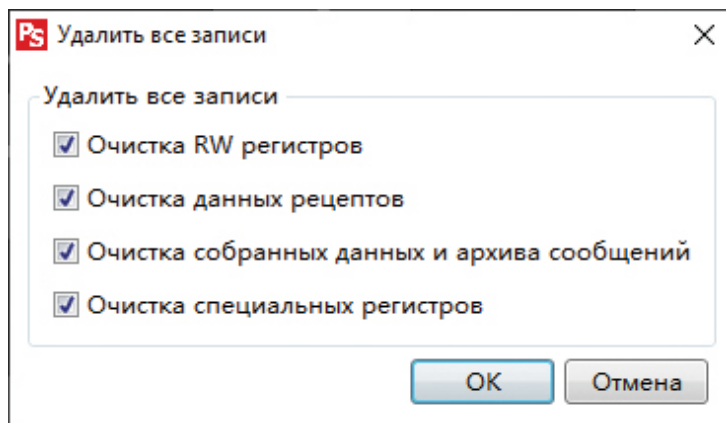 PS Удалить все записи
Удалить все записи
Очистка RW регистров
Очистка данных рецептов
Очистка собранных данных и архива сообщений
Очистка специальных регистров
OK Отмена